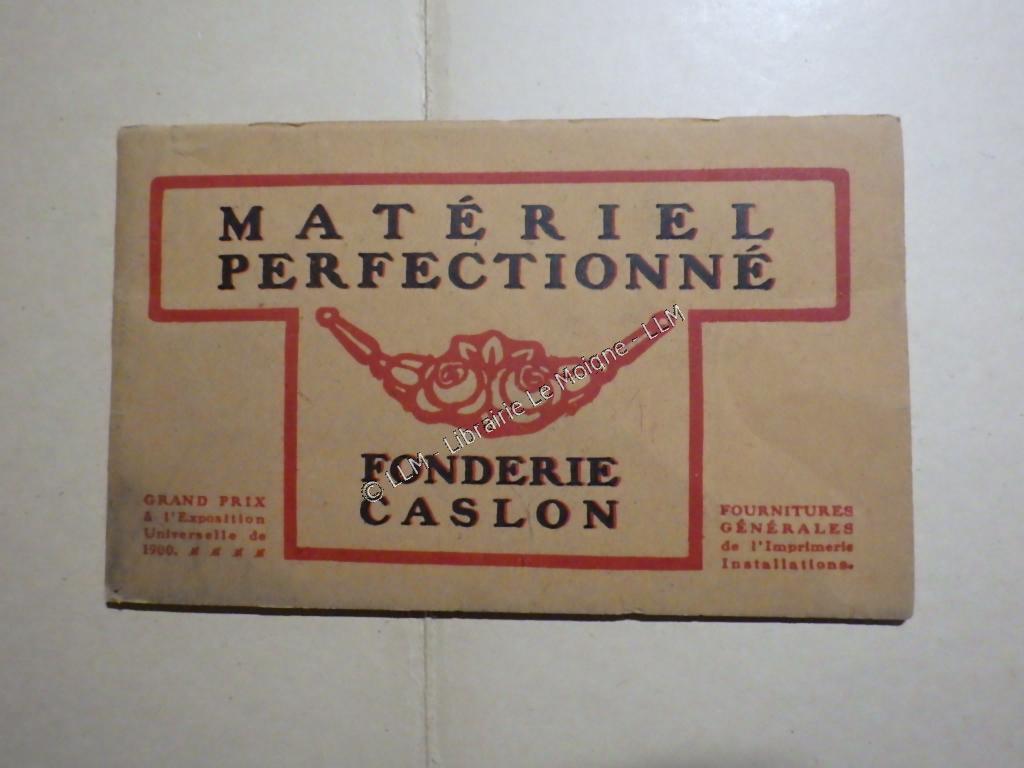 MATÉRIEL
PERFECTIONNÉ
© LLM - Librairie Le Moigne - LLM
FONDERIE
CASLON
GRAND PRIX
à l'Exposition
Universelle de
1900.
FOURNITURES
GÉNÉRALES
de l'Imprimerie
Installations.